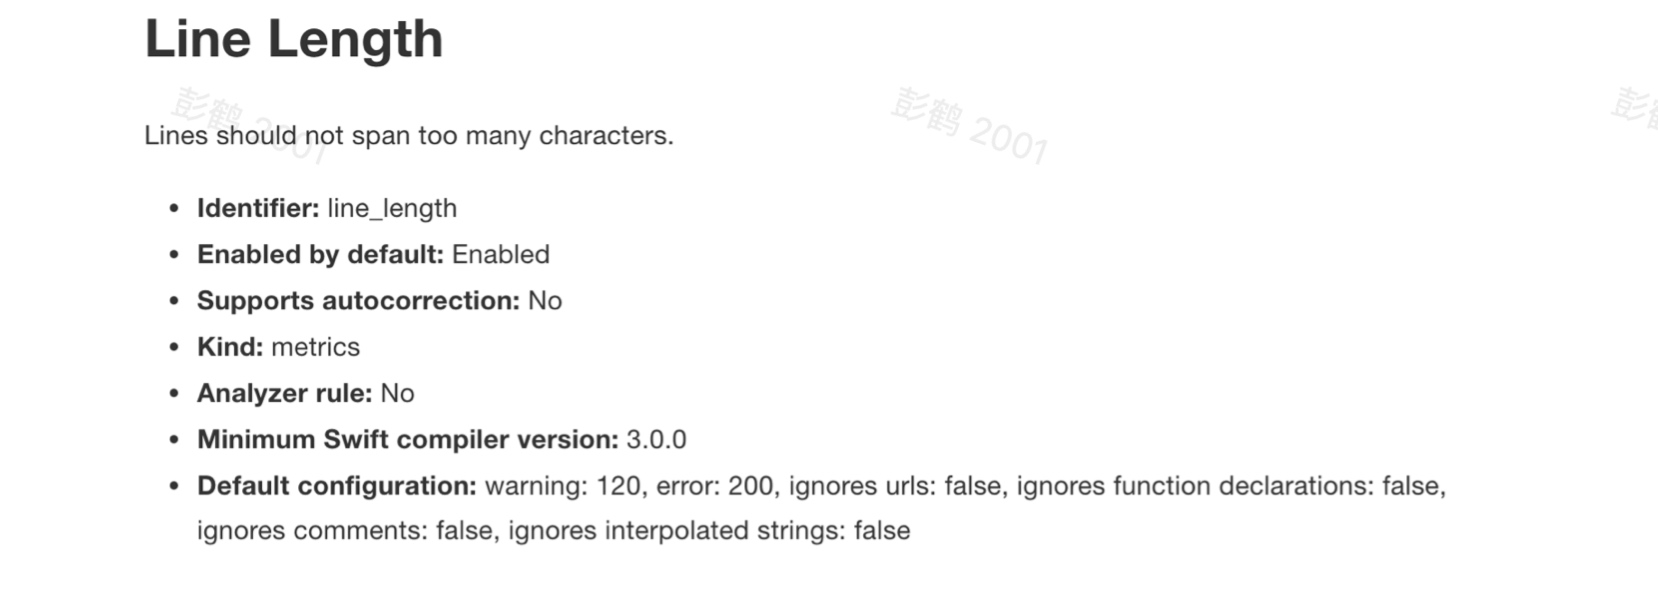 Line Length
彭鹤 2001
彭鹤 2001
Lines should not span too many characters.
• Identifier: line_length
• Enabled by default: Enabled
• Supports autocorrection: No
• Kind: metrics
• Analyzer rule: No
• Minimum Swift compiler version: 3.0.0
• Default configuration: warning: 120, error: 200, ignores urls: false, ignores function declarations: false,
ignores comments: false, ignores interpolated strings: false